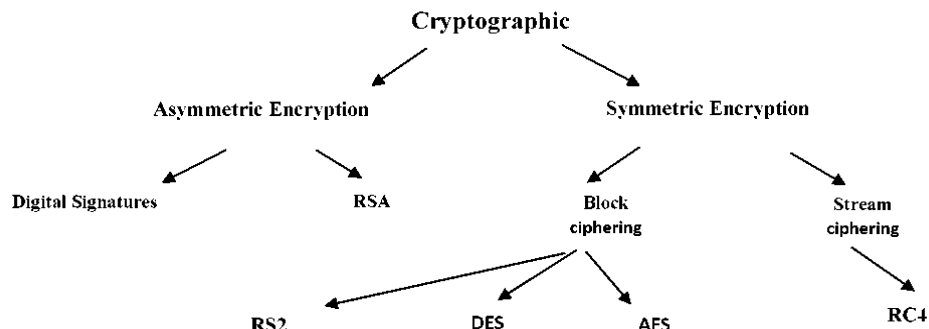 Cryptographic
Asymmetric Encryption
Symmetric Encryption
Digital Signatures
RSA
Block
ciphering
Stream
ciphering
RS2
DES
AES
RC4